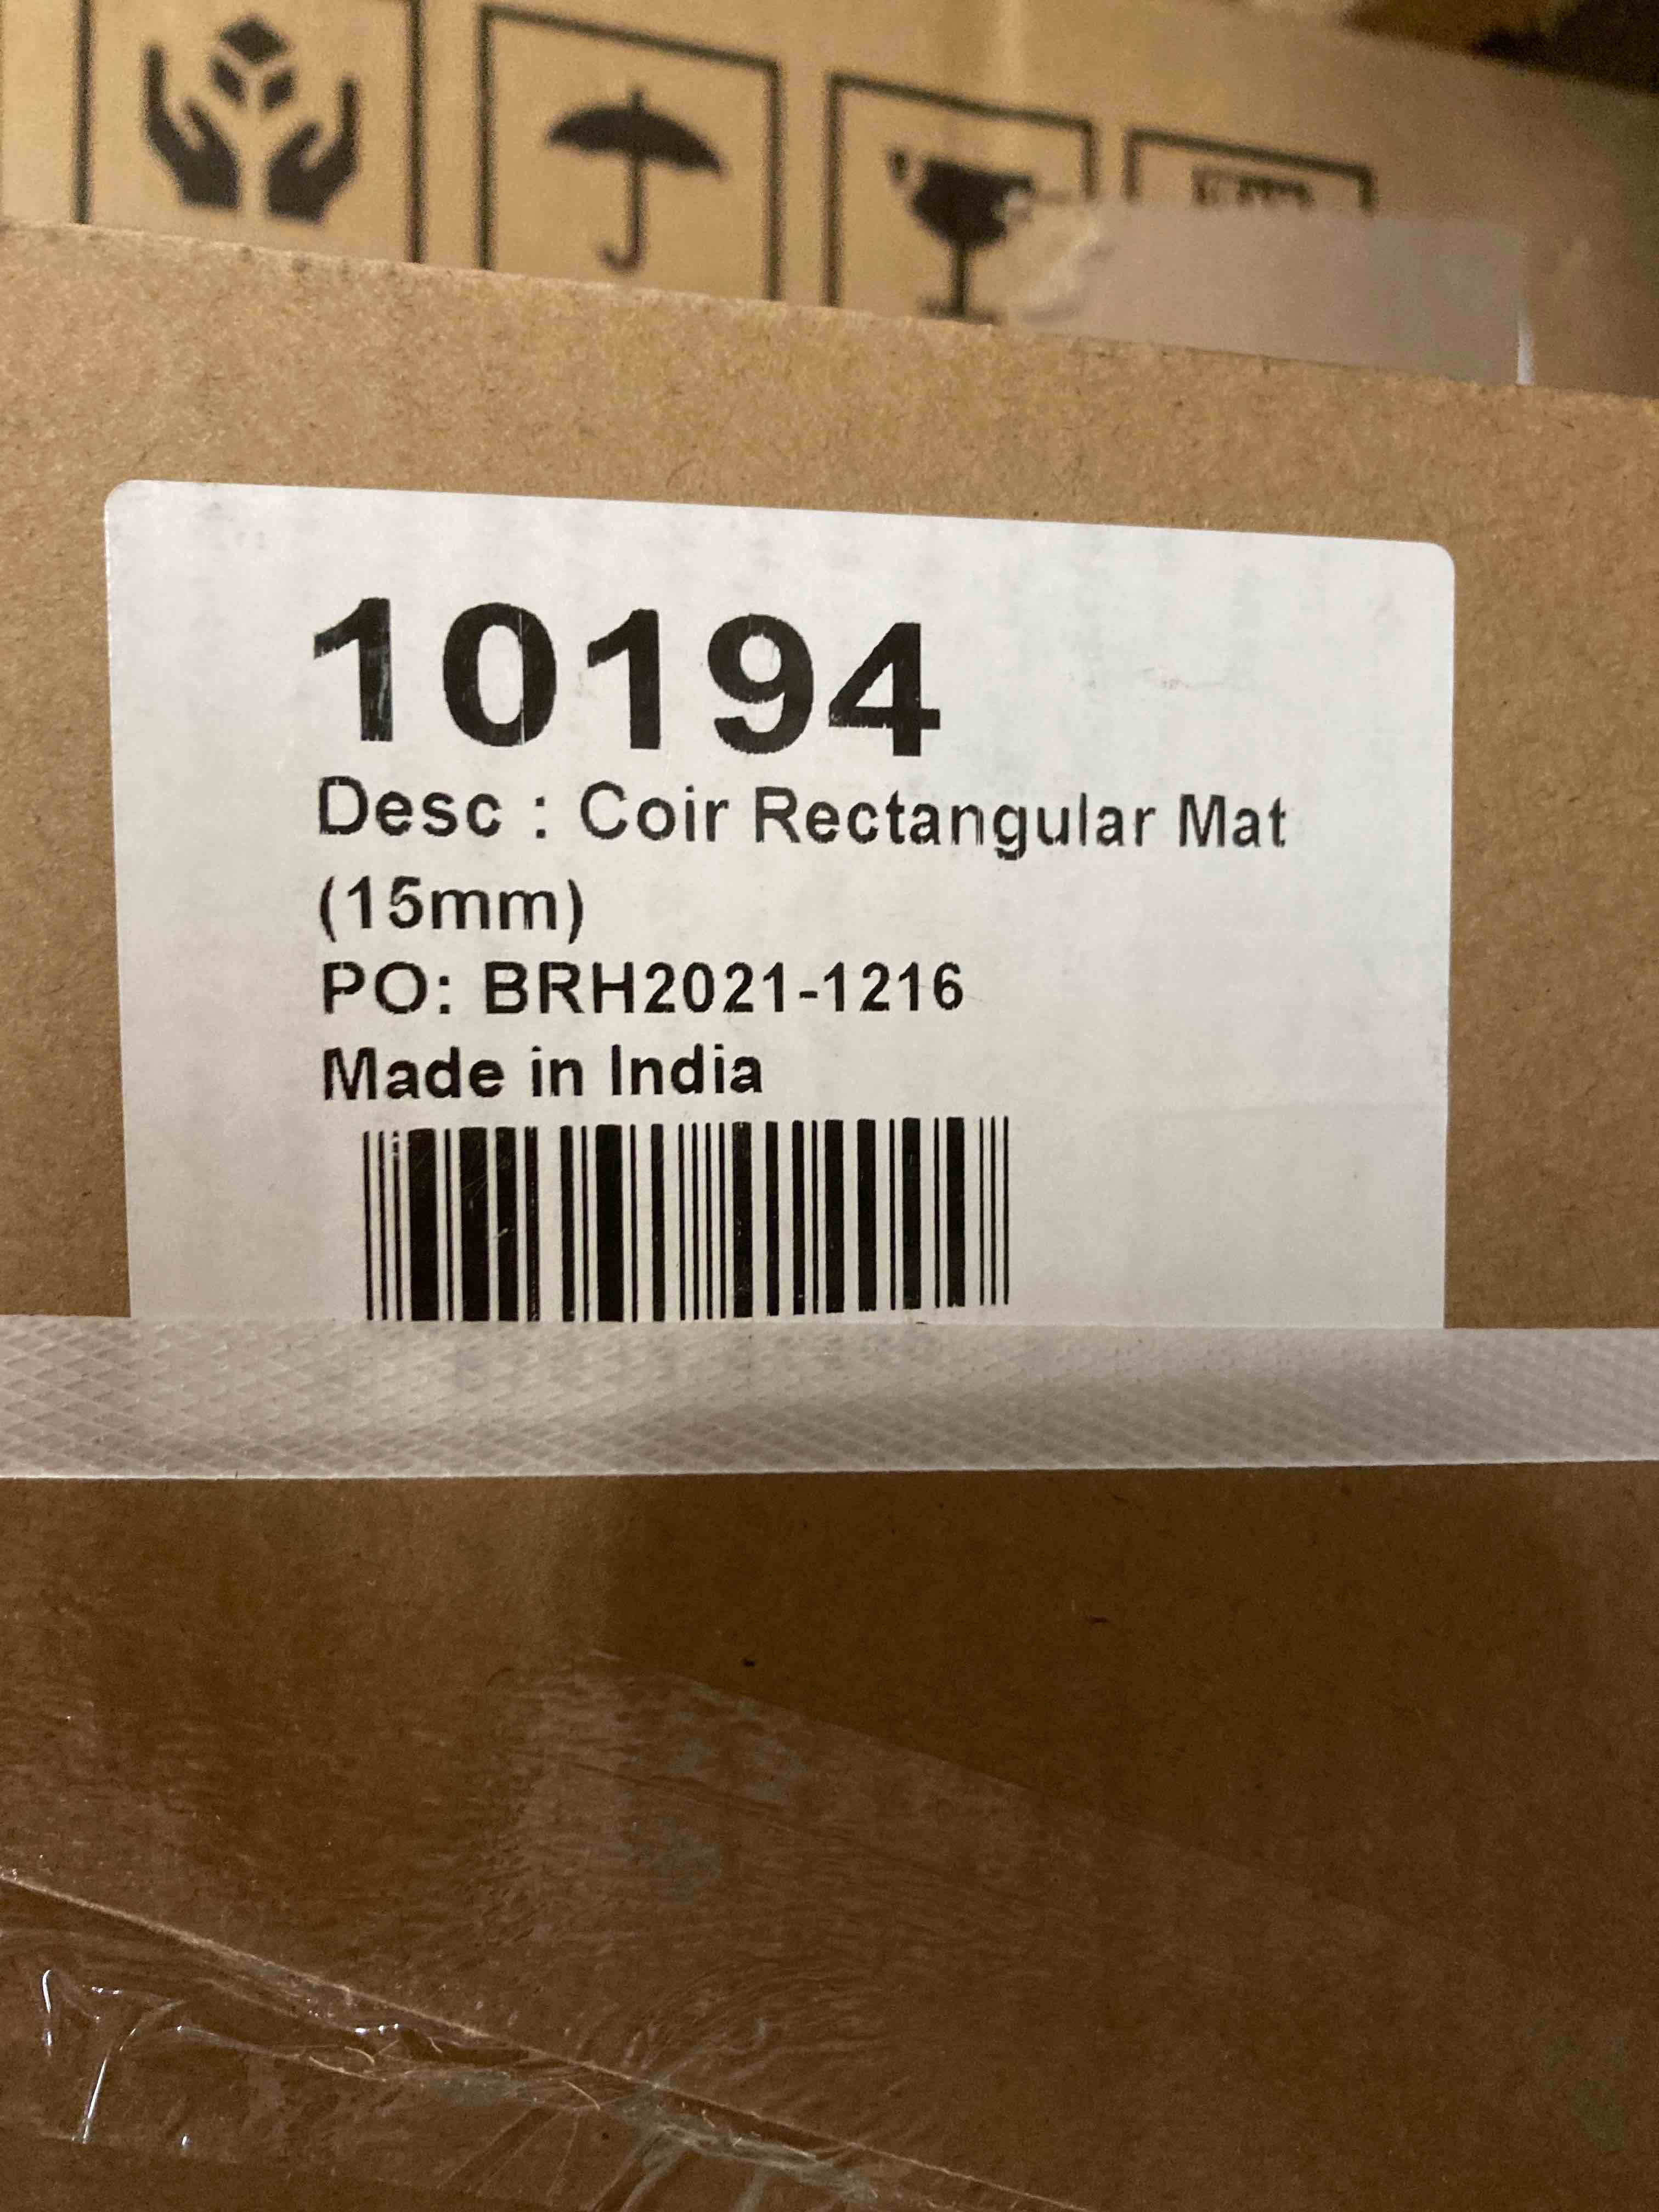 10194
Desc : Coir Rectangular Mat
(15mm)
PO: BRH2021-1216
Made in India